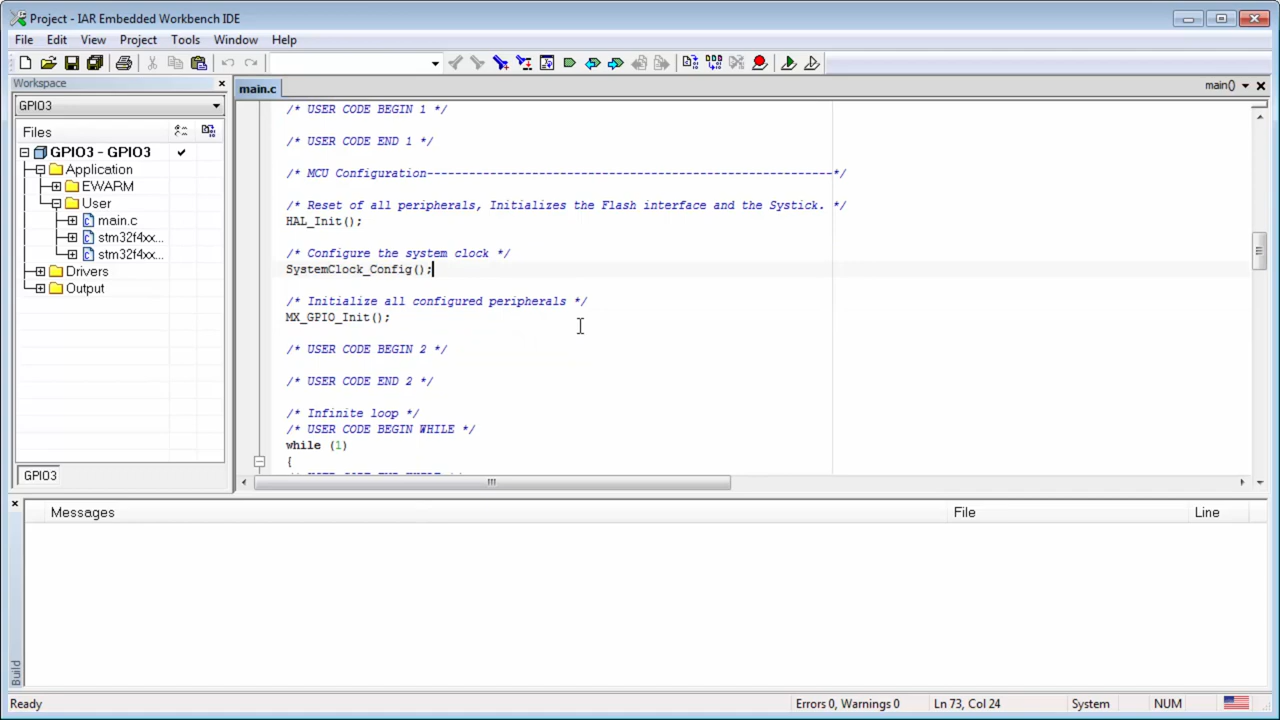 Project - IAR Embedded Workbench IDE
File Edit View Project Tools Window Help
Workspace
GPIO3
Files
GPIO3 - GPIO3
Application
EWARM
User
main.c
stm32f4xx...
stm32f4xx...
Drivers
Output
GPIO3
main.c
main()
/* USER CODE BEGIN 1 */
/* USER CODE END 1 */
/* MCU Configuration----------------------------------------------------------*/
/* Reset of all peripherals, Initializes the Flash interface and the Systick. */
HAL_Init();
/* Configure the system clock */
SystemClock_Config();
/* Initialize all configured peripherals */
MX_GPIO_Init();
/* USER CODE BEGIN 2 */
/* USER CODE END 2 */
/* Infinite loop */
/* USER CODE BEGIN WHILE */
while (1)
{
Messages File Line
Build
Ready Errors 0, Warnings 0 Ln 73, Col 24 System NUM